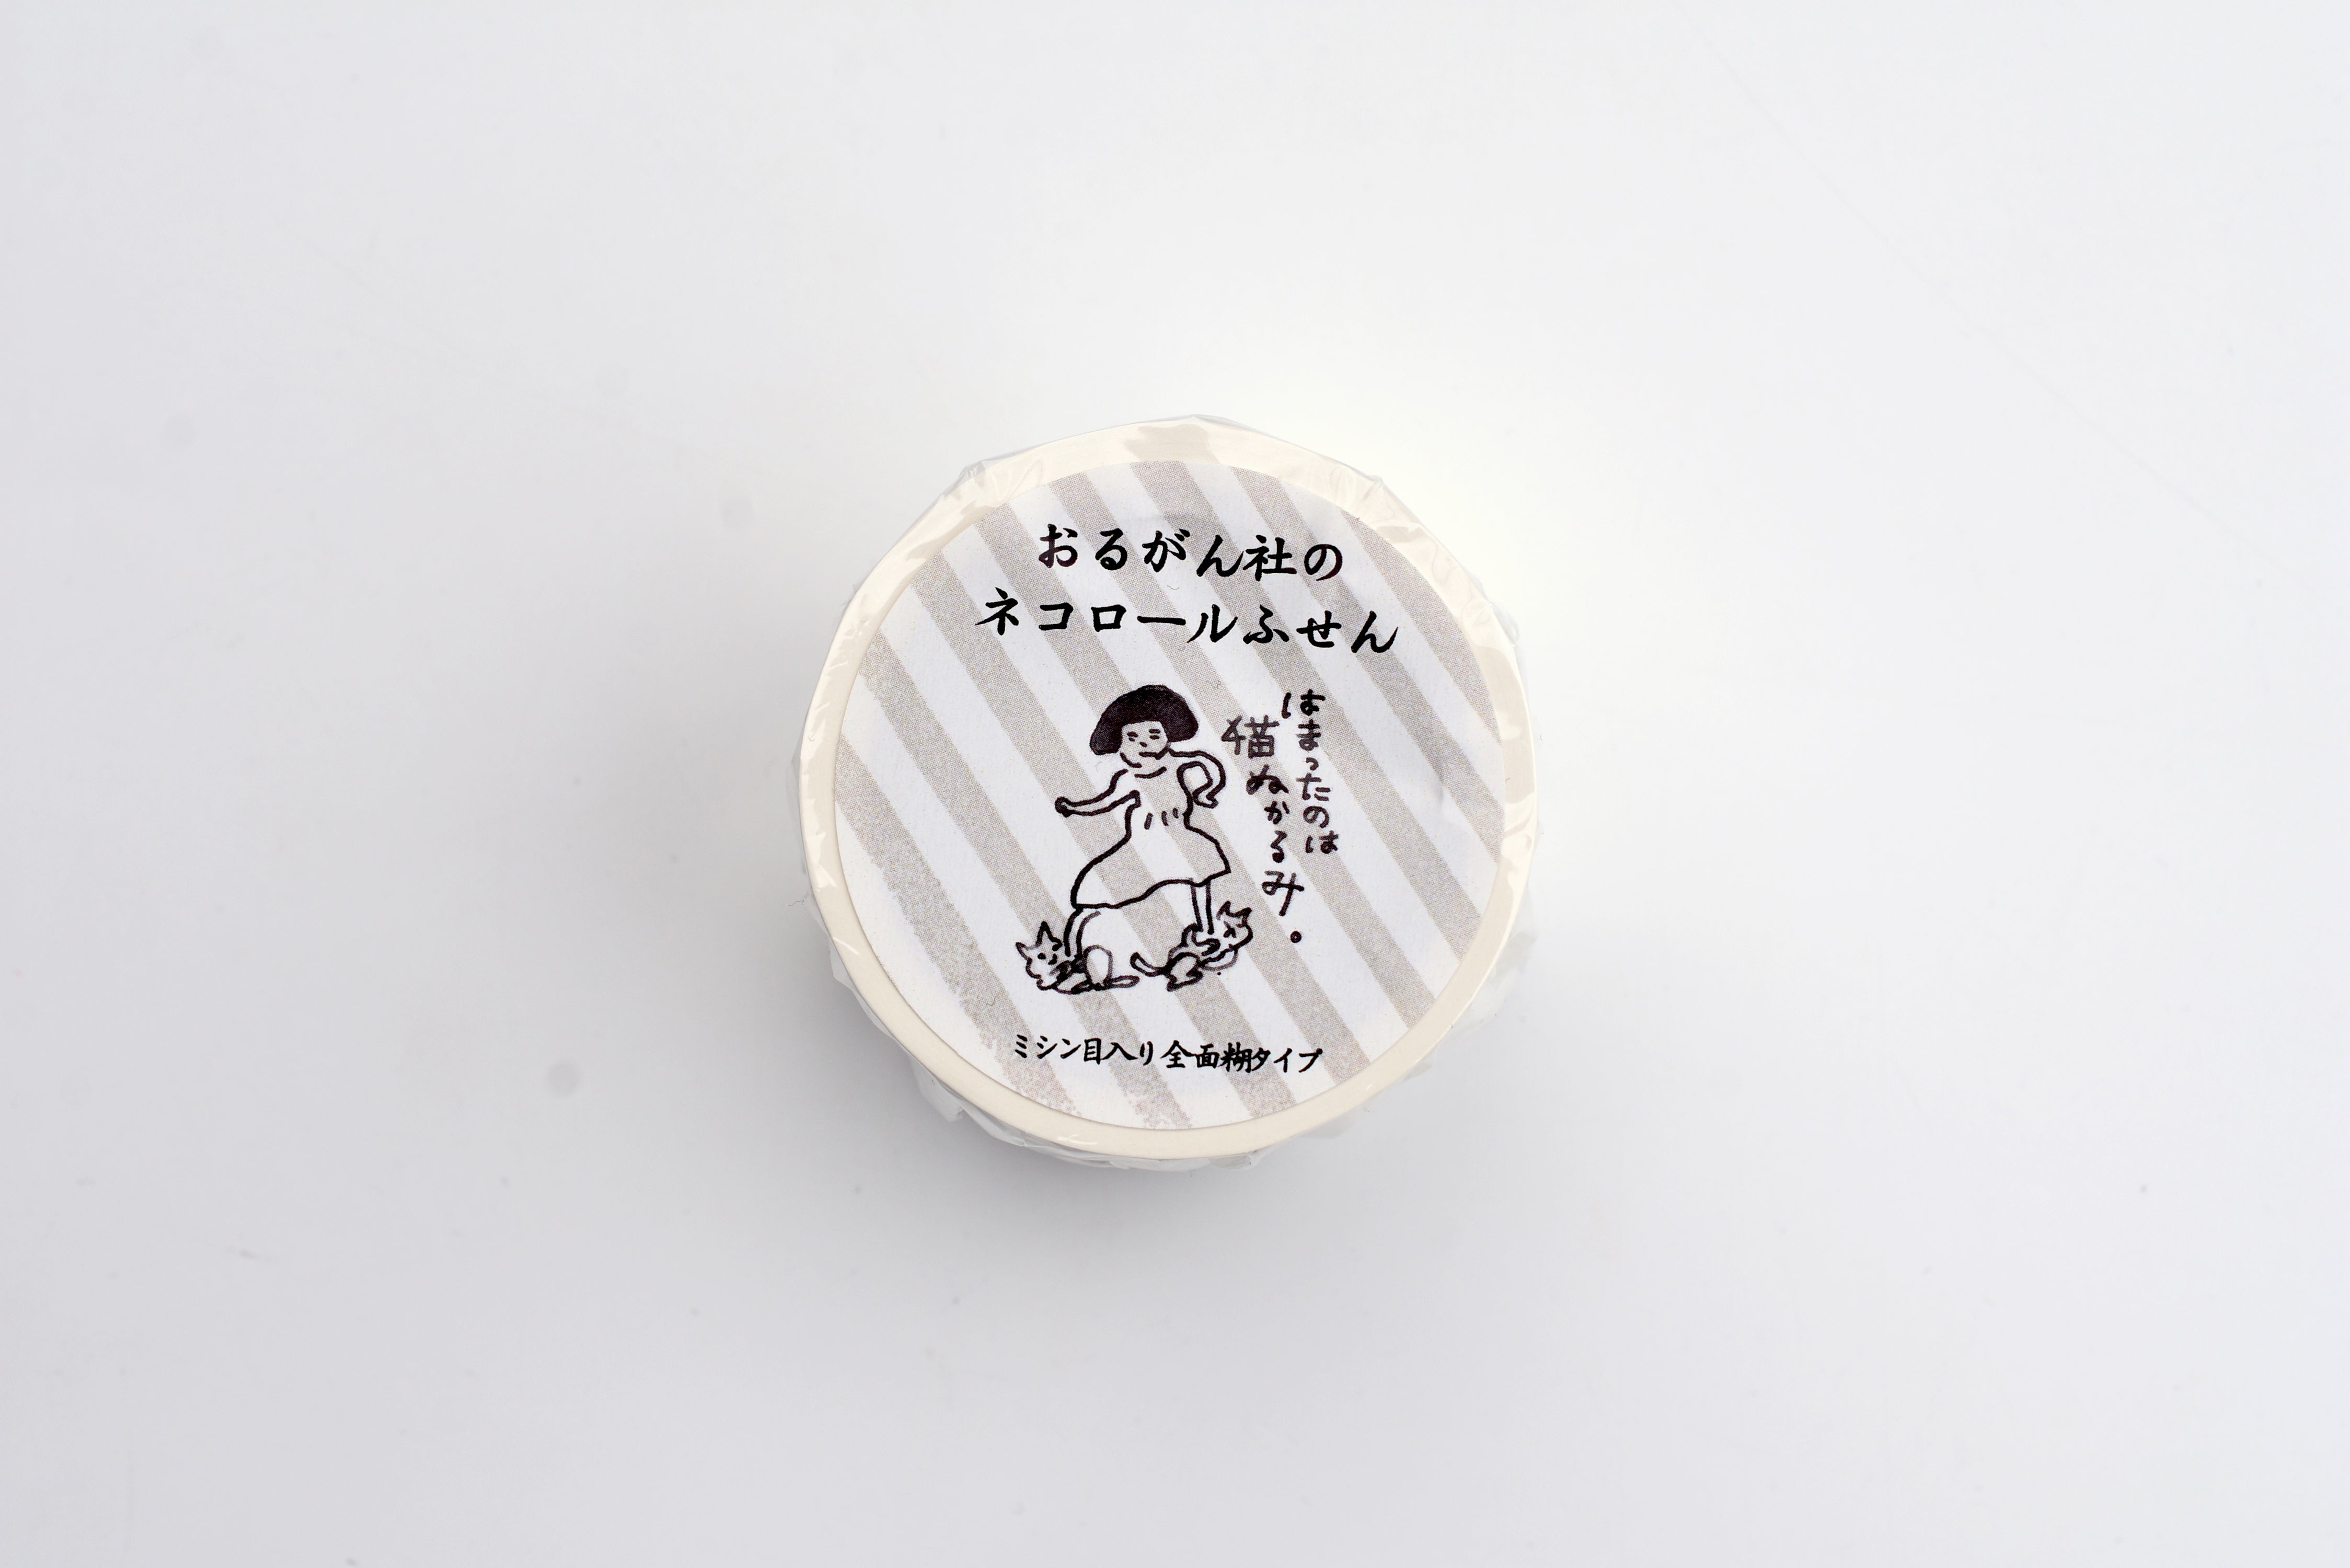 おるがん社の
ネコロールふせん
はまったのは
猫ぬかるみ.
ミシン目入り全面糊タイプ